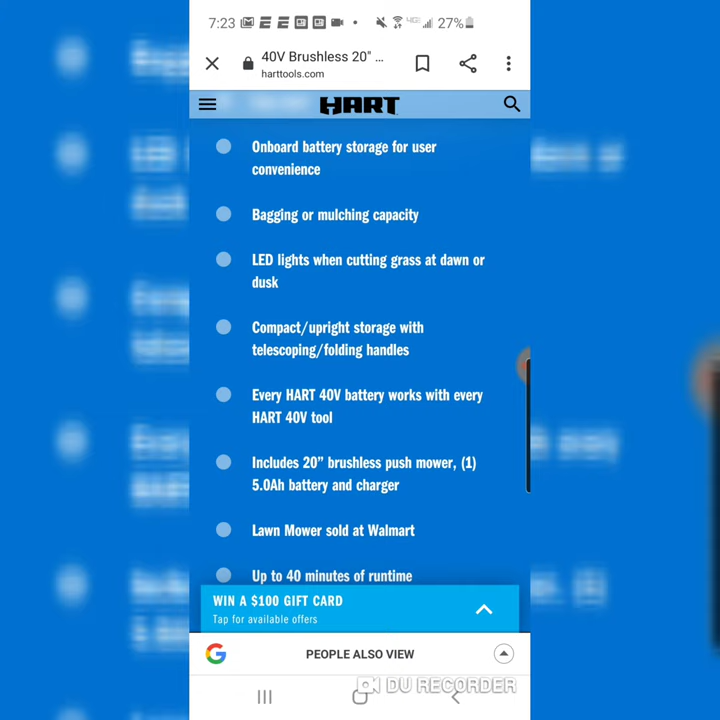 7:23 27%
40V Brushless 20" ...
harttools.com
HART
Onboard battery storage for user
convenience
Bagging or mulching capacity
LED lights when cutting grass at dawn or
dusk
Compact/upright storage with
telescoping/folding handles
Every HART 40V battery works with every
HART 40V tool
Includes 20” brushless push mower, (1)
5.0Ah battery and charger
Lawn Mower sold at Walmart
Up to 40 minutes of runtime
WIN A $100 GIFT CARD
Tap for available offers
PEOPLE ALSO VIEW
DU RECORDER